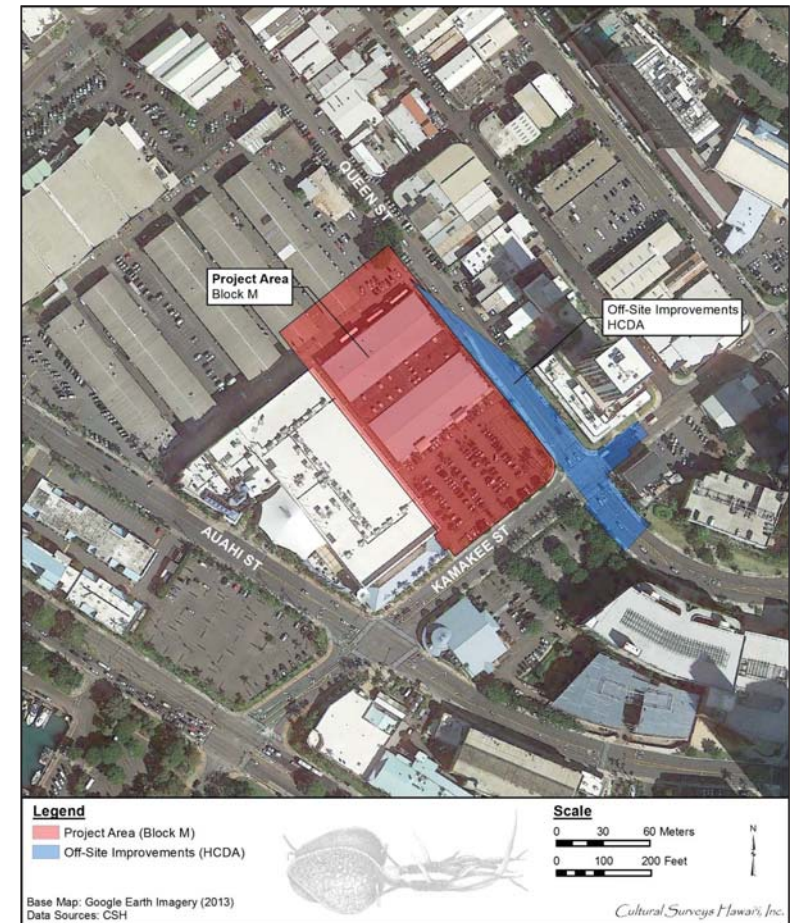 QUEEN ST
Project Area
Block M
Off-Site Improvements
HCDA
AUAHI ST
KAMAKEE ST
Legend
Project Area (Block M)
Off-Site Improvements (HCDA)
Base Map: Google Earth Imagery (2013)
Data Sources: CSH
Scale
0 30 60 Meters
0 100 200 Feet
N
Cultural Surveys Hawai'i, Inc.